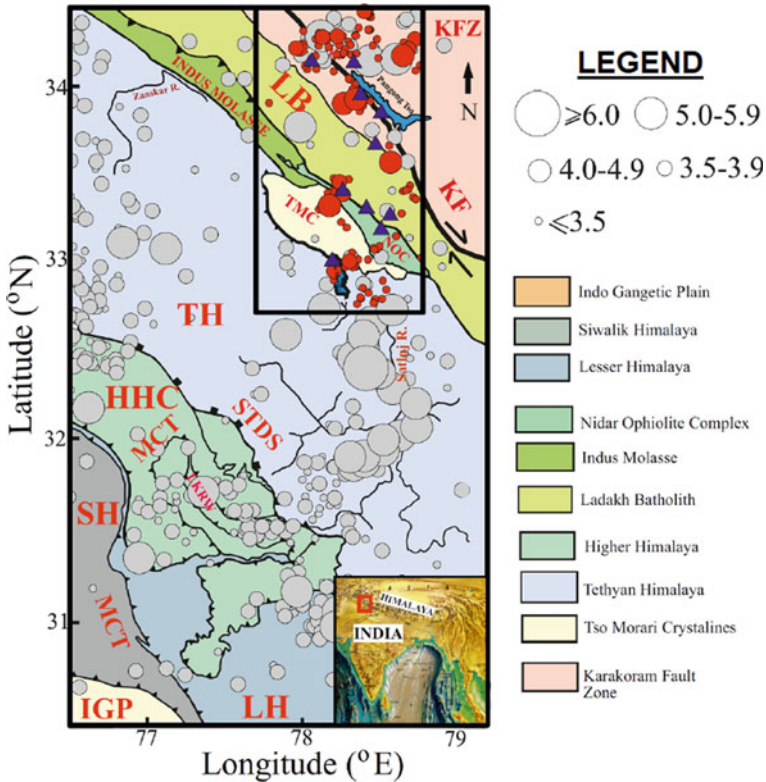 KFZ
34
INDUS MOLASSE
Zanskar R.
LB
Pangong Tso
N
KF
TMC
NOC
33
TH
Satluj R.
HHC
MCT
STDS
32
LKRW
SH
31
MCT
HIMALAYA
INDIA
IGP
LH
77
78
79
Latitude (°N)
Longitude (°E)
LEGEND
⩾6.0
5.0-5.9
4.0-4.9
3.5-3.9
⩽3.5
Indo Gangetic Plain
Siwalik Himalaya
Lesser Himalaya
Nidar Ophiolite Complex
Indus Molasse
Ladakh Batholith
Higher Himalaya
Tethyan Himalaya
Tso Morari Crystalines
Karakoram Fault
Zone